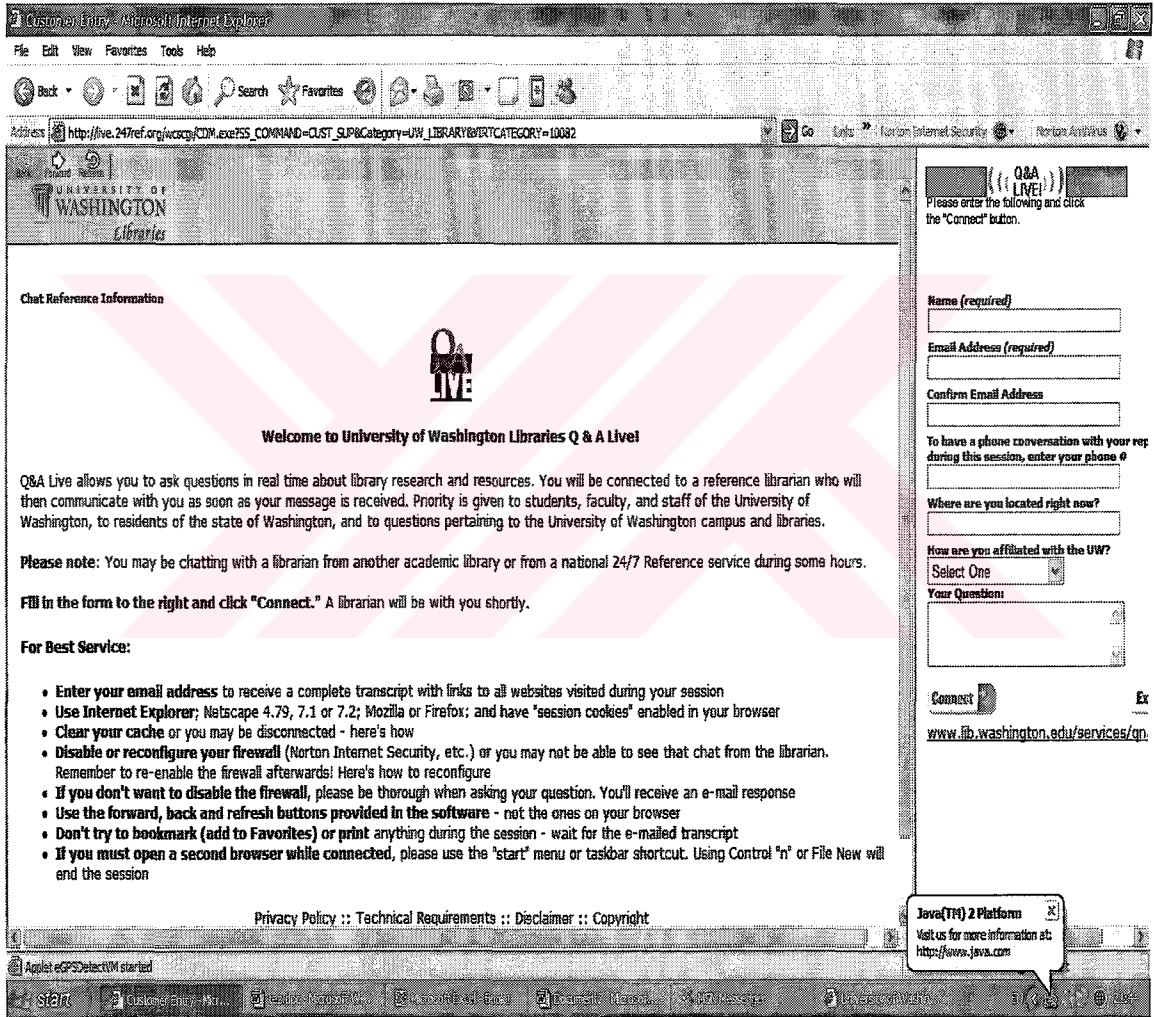 Customer Entry - Microsoft Internet Explorer
File Edit View Favorites Tools Help
Back Search Favorites
Address http://live.247ref.org/wcscp/CDM.exe?SS_COMMAND=CUST_SUP&Category=UW_LIBRARY&VIRTCATEGORY=10082 Go Links » Norton Internet Security Norton AntiVirus
Back Forward Refresh
UNIVERSITY OF
WASHINGTON
Libraries
Chat Reference Information
Q&A
LIVE
Welcome to University of Washington Libraries Q & A Live!
Q&A Live allows you to ask questions in real time about library research and resources. You will be connected to a reference librarian who will
then communicate with you as soon as your message is received. Priority is given to students, faculty, and staff of the University of
Washington, to residents of the state of Washington, and to questions pertaining to the University of Washington campus and libraries.
Please note: You may be chatting with a librarian from another academic library or from a national 24/7 Reference service during some hours.
Fill in the form to the right and click "Connect." A librarian will be with you shortly.
For Best Service:
• Enter your email address to receive a complete transcript with links to all websites visited during your session
• Use Internet Explorer; Netscape 4.79, 7.1 or 7.2; Mozilla or Firefox; and have "session cookies" enabled in your browser
• Clear your cache or you may be disconnected - here's how
• Disable or reconfigure your firewall (Norton Internet Security, etc.) or you may not be able to see that chat from the librarian.
Remember to re-enable the firewall afterwards! Here's how to reconfigure
• If you don't want to disable the firewall, please be thorough when asking your question. You'll receive an e-mail response
• Use the forward, back and refresh buttons provided in the software - not the ones on your browser
• Don't try to bookmark (add to Favorites) or print anything during the session - wait for the e-mailed transcript
• If you must open a second browser while connected, please use the "start" menu or taskbar shortcut. Using Control "n" or File New will
end the session
Privacy Policy :: Technical Requirements :: Disclaimer :: Copyright
((( Q&A
LIVE! )))
Please enter the following and click
the "Connect" button.
Name (required)
Email Address (required)
Confirm Email Address
To have a phone conversation with your rep
during this session, enter your phone #
Where are you located right now?
How are you affiliated with the UW?
Select One
Your Question:
Connect Ex
www.lib.washington.edu/services/qn
Java(TM) 2 Platform
Visit us for more information at:
http://www.java.com
Applet eGPSDetectVM started
start Customer Entry - Micr...